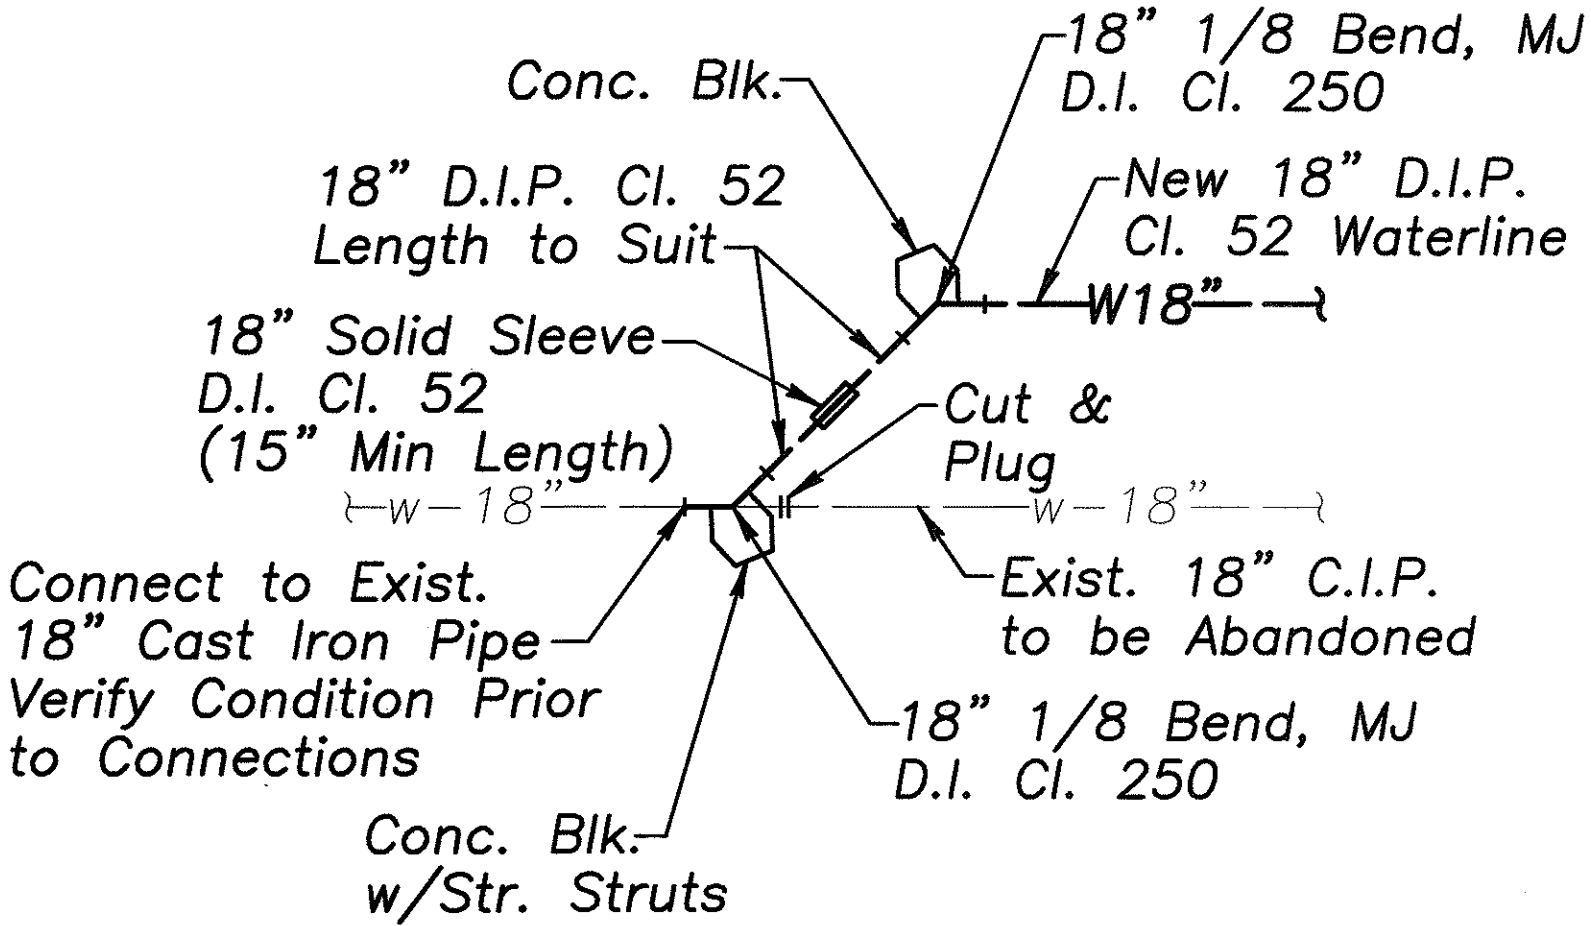 18" 1/8 Bend, MJ
D.I. Cl. 250
Conc. Blk.
18" D.I.P. Cl. 52
Length to Suit
New 18" D.I.P.
Cl. 52 Waterline
W18"
18" Solid Sleeve
D.I. Cl. 52
(15" Min Length)
Cut &
Plug
w 18"
w 18"
Connect to Exist.
18" Cast Iron Pipe
Verify Condition Prior
to Connections
Exist. 18" C.I.P.
to be Abandoned
18" 1/8 Bend, MJ
D.I. Cl. 250
Conc. Blk.
w/Str. Struts